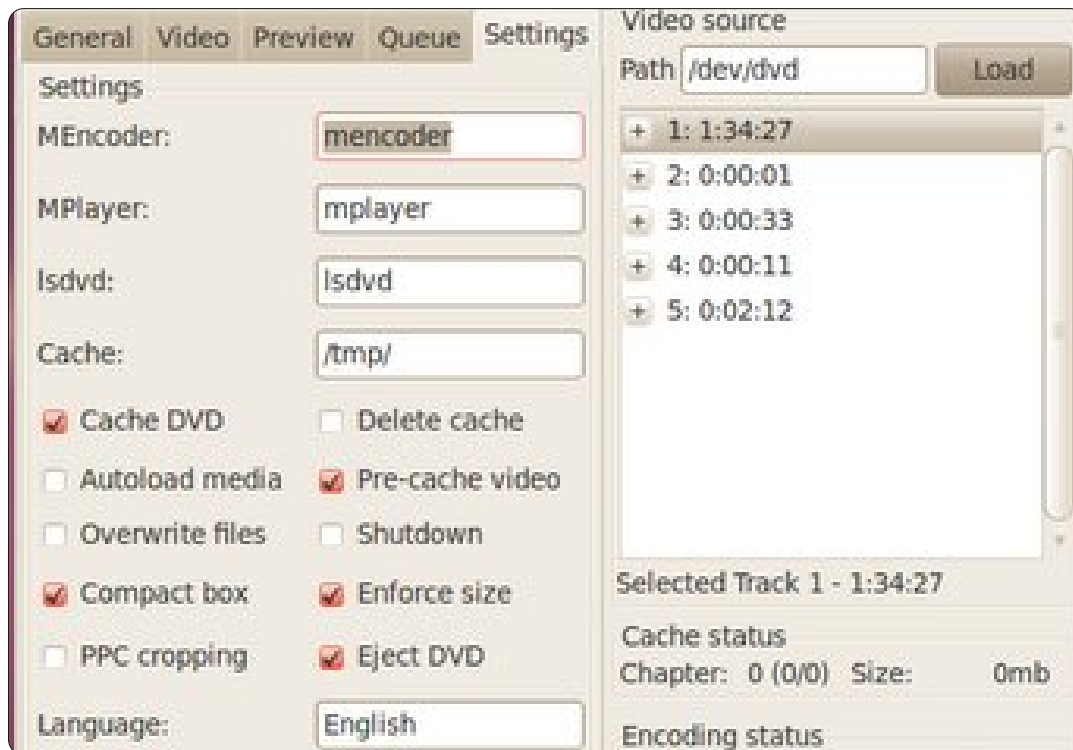 General Video Preview Queue Settings
Settings
MEncoder: mencoder
MPlayer: mplayer
lsdvd: lsdvd
Cache: /tmp/
Cache DVD Delete cache
Autoload media Pre-cache video
Overwrite files Shutdown
Compact box Enforce size
PPC cropping Eject DVD
Language: English
Video source
Path /dev/dvd Load
1: 1:34:27
2: 0:00:01
3: 0:00:33
4: 0:00:11
5: 0:02:12
Selected Track 1 - 1:34:27
Cache status
Chapter: 0 (0/0) Size: 0mb
Encoding status